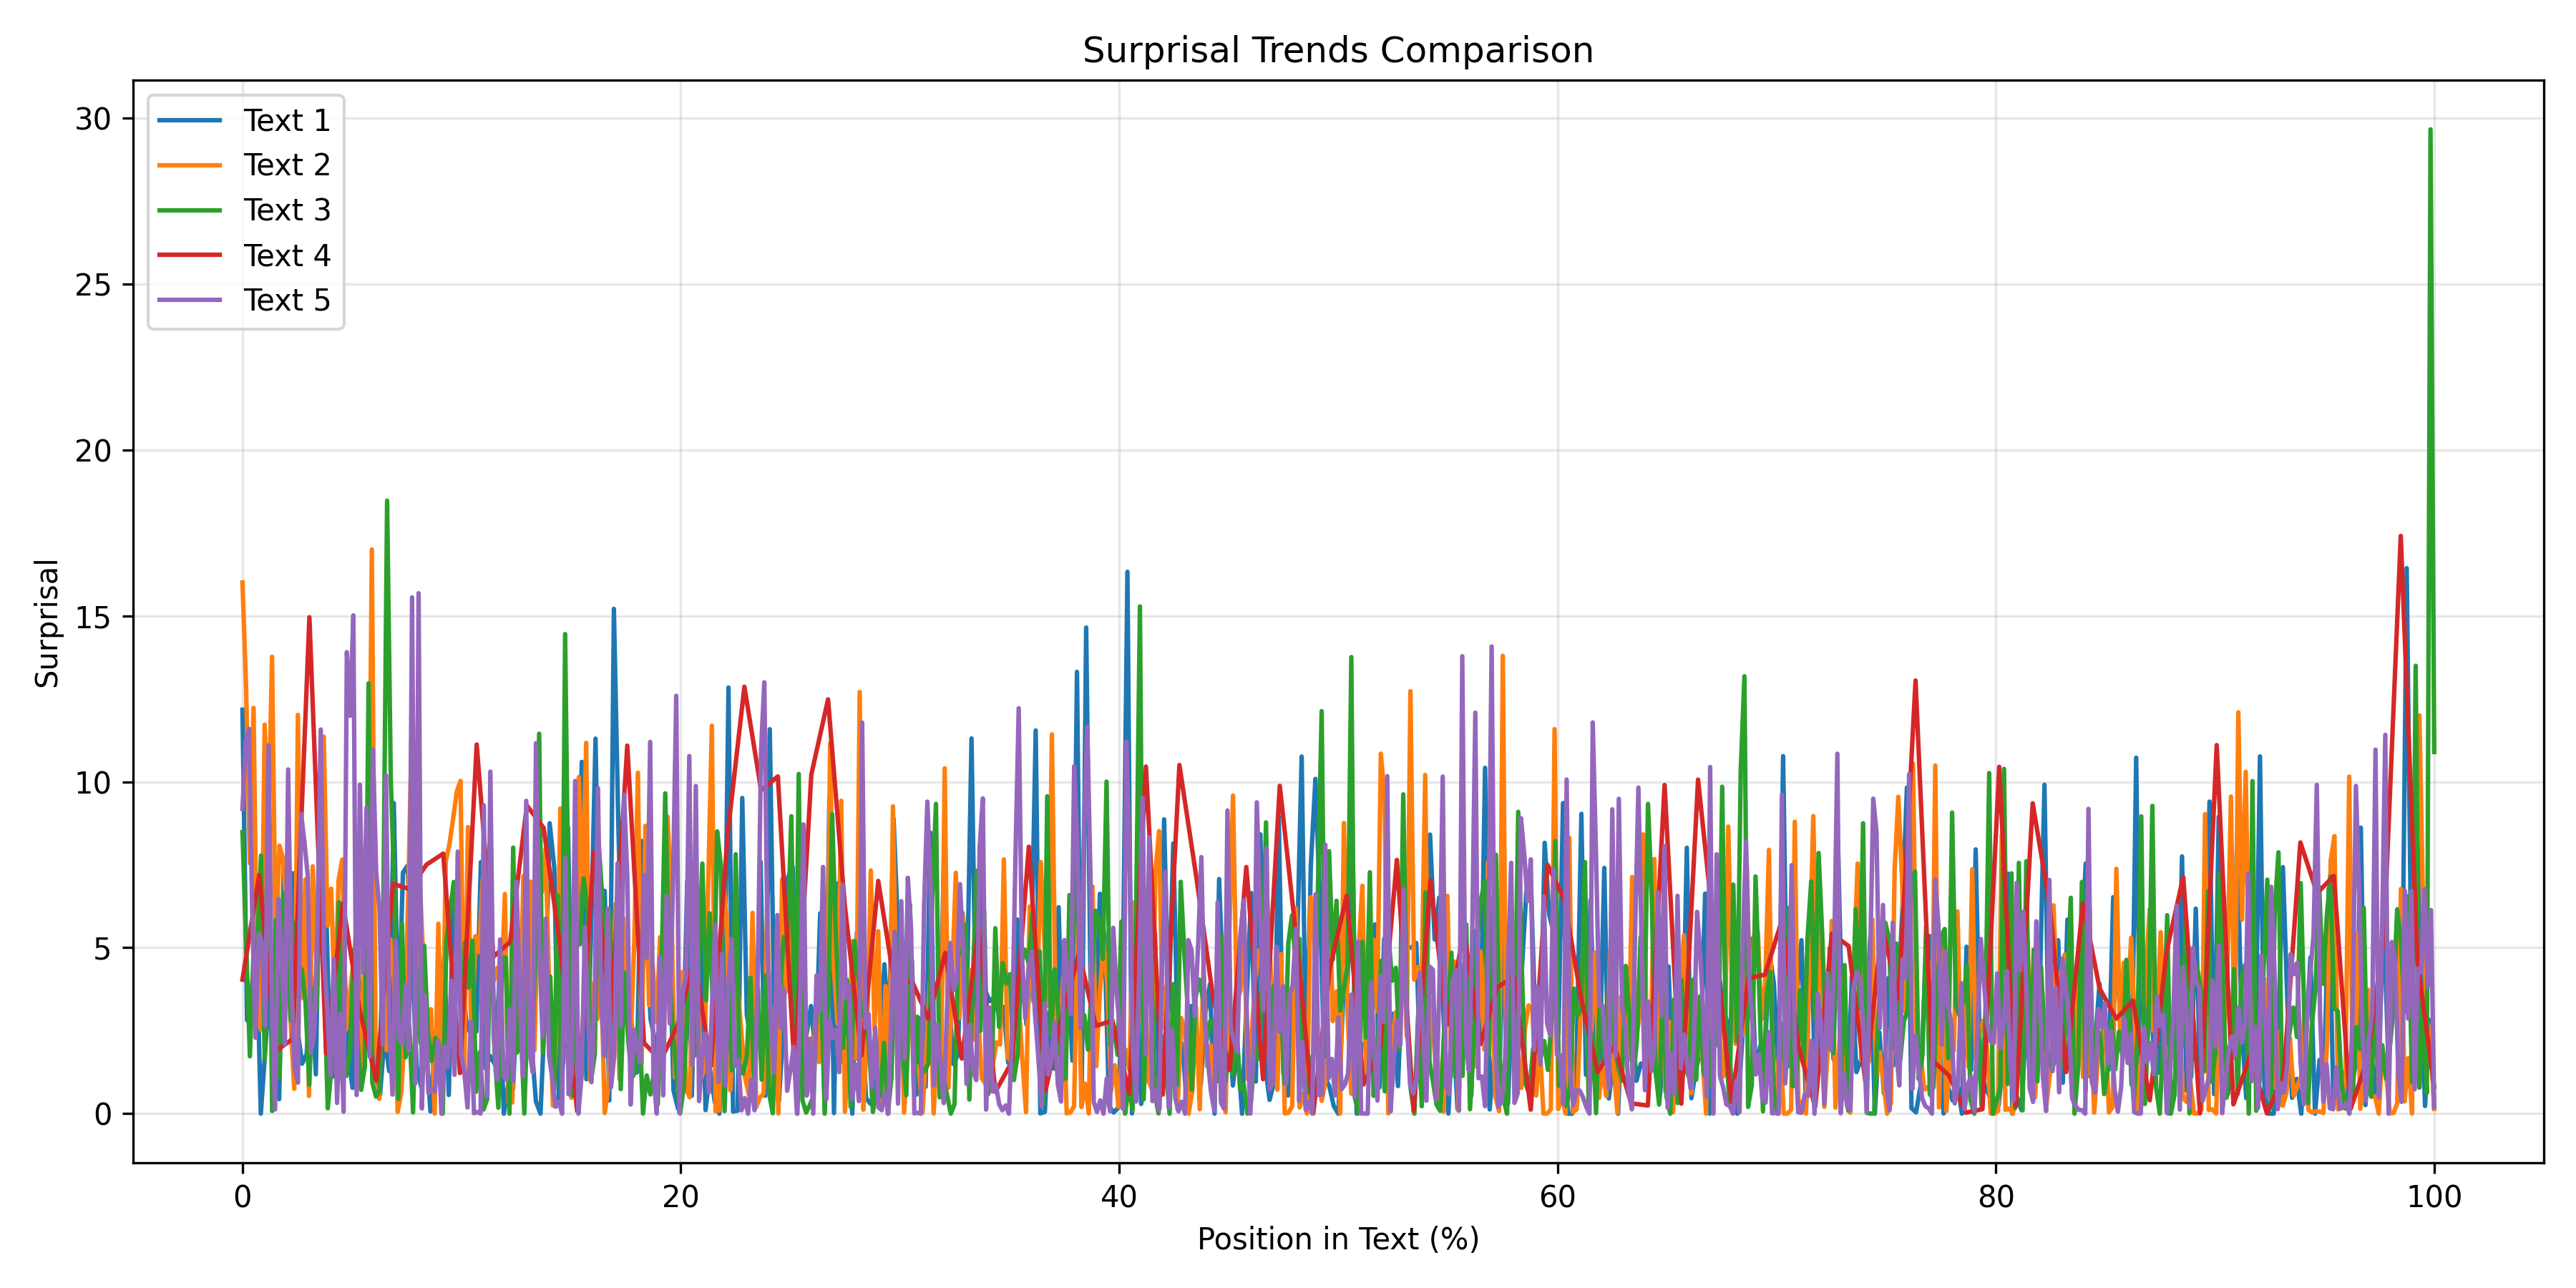 Surprisal Trends Comparison
30
25
20
15
10
5
0
Surprisal
Text 1
Text 2
Text 3
Text 4
Text 5
0 20 40 60 80 100
Position in Text (%)